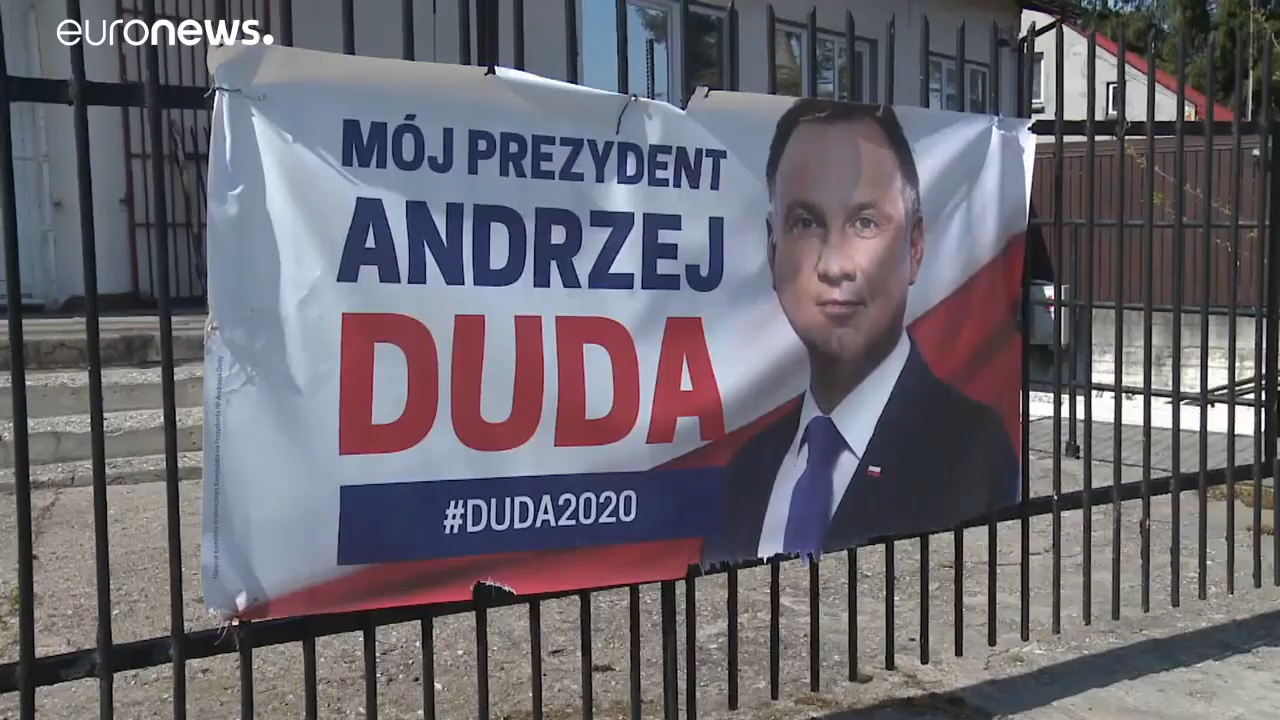 euronews.
MÓJ PREZYDENT
ANDRZEJ
DUDA
#DUDA2020